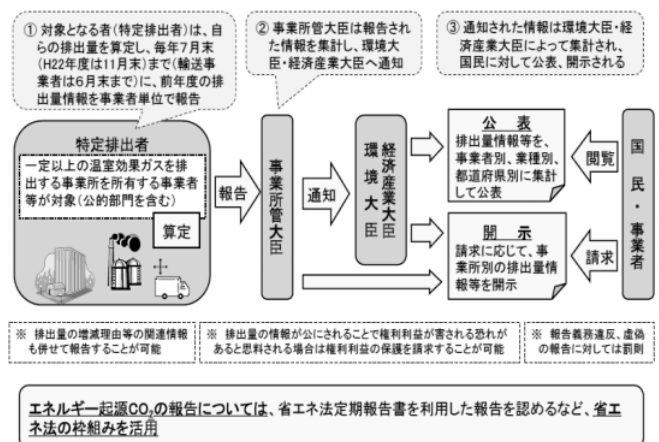 ① 対象となる者(特定排出者)は、自
らの排出量を算定し、毎年7月末
(H22年度は11月末)まで(輸送事
業者は6月末まで)に、前年度の排
出量情報を事業者単位で報告
② 事業所管大臣は報告され
た情報を集計し、環境大
臣・経済産業大臣へ通知
③ 通知された情報は環境大臣・経
済産業大臣によって集計され、
国民に対して公表、開示される
特定排出者
一定以上の温室効果ガスを排
出する事業所を所有する事業者
等が対象(公的部門を含む)
算定
報告
事業所管大臣
通知
経済産業大臣
環境大臣
公 表
排出量情報等を、
事業者別、業種別、
都道府県別に集計
して公表
閲覧
国民・事業者
開 示
請求に応じて、事
業所別の排出量情
報等を開示
請求
※ 排出量の増減理由等の関連情報
も併せて報告することが可能
※ 排出量の情報が公にされることで権利利益が害される恐れが
あると思料される場合は権利利益の保護を請求することが可能
※ 報告義務違反、虚偽
の報告に対しては罰則
エネルギー起源CO₂の報告については、省エネ法定期報告書を利用した報告を認めるなど、省エ
ネ法の枠組みを活用